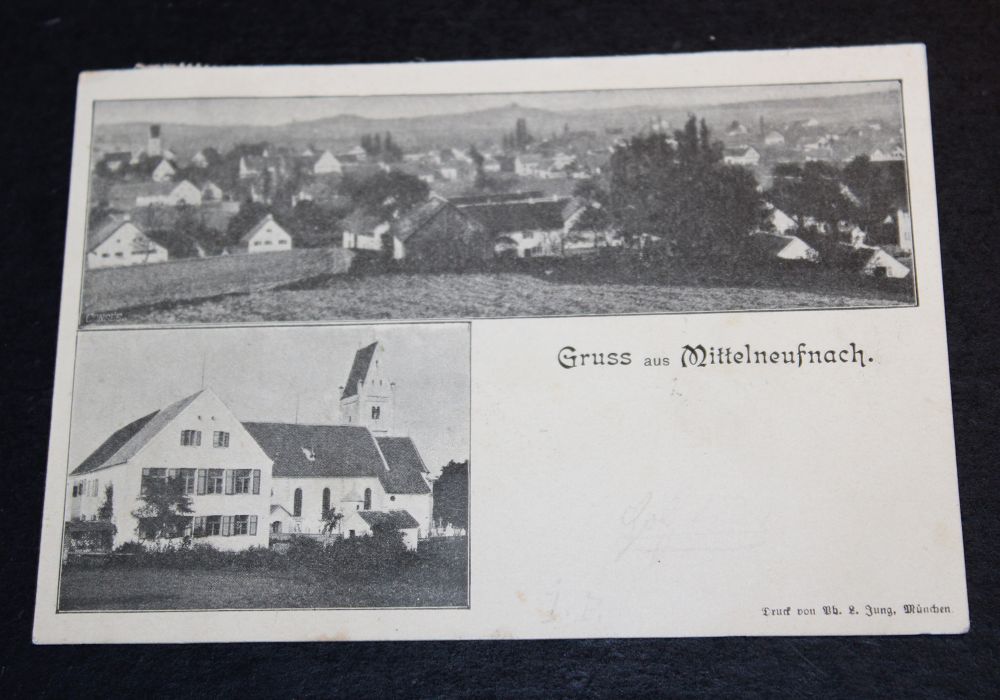 Gruss aus Mittelneufnach.
Druck von Ph. L. Jung, München.